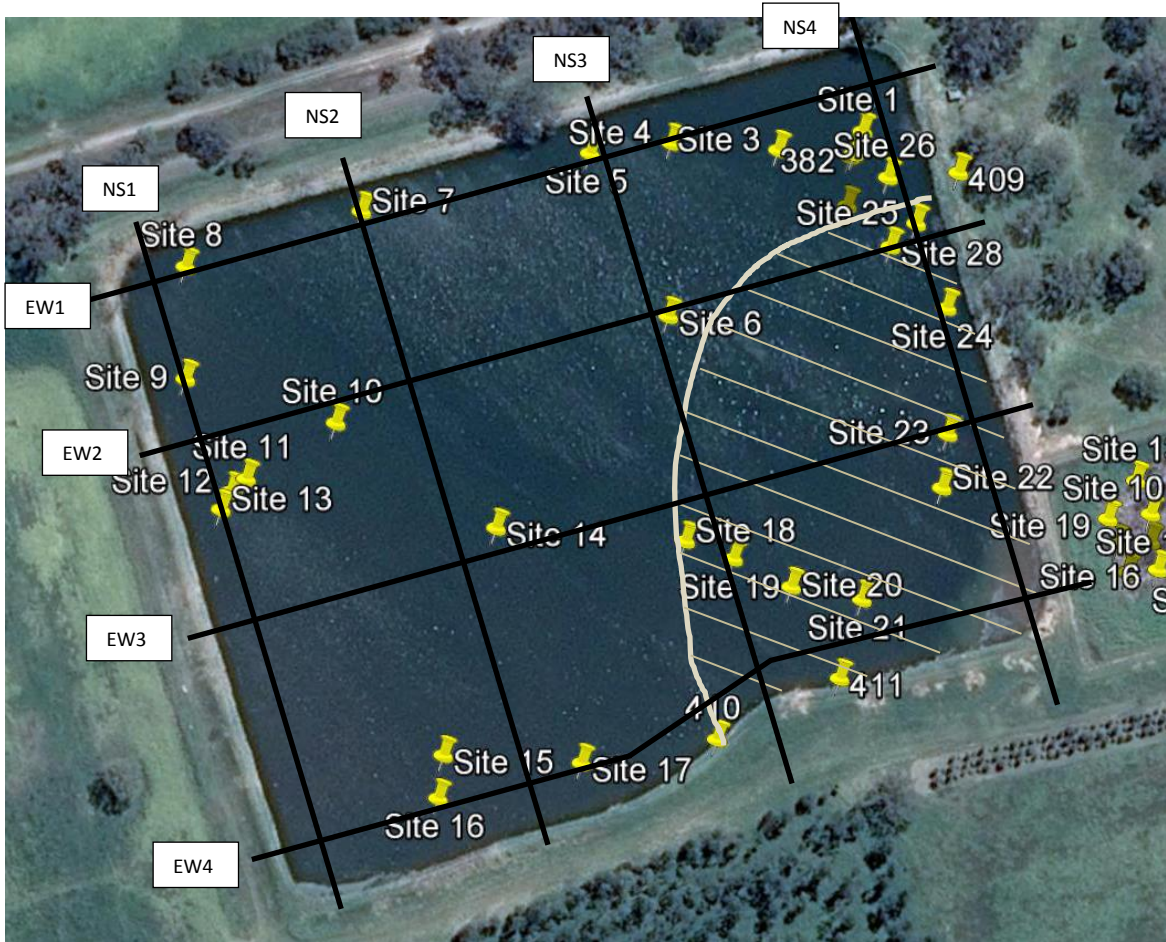 NS4
NS3
NS2
NS1
Site 1
Site 4
Site 3
382
Site 26
409
Site 5
Site 7
Site 25
Site 8
Site 28
EW1
Site 6
Site 24
Site 9
Site 10
Site 23
EW2
Site 11
Site 12
Site 13
Site 22
Site 10
Site 14
Site 18
Site 19
Site 16
Site 19
Site 20
EW3
Site 21
411
410
Site 15
Site 17
Site 16
EW4